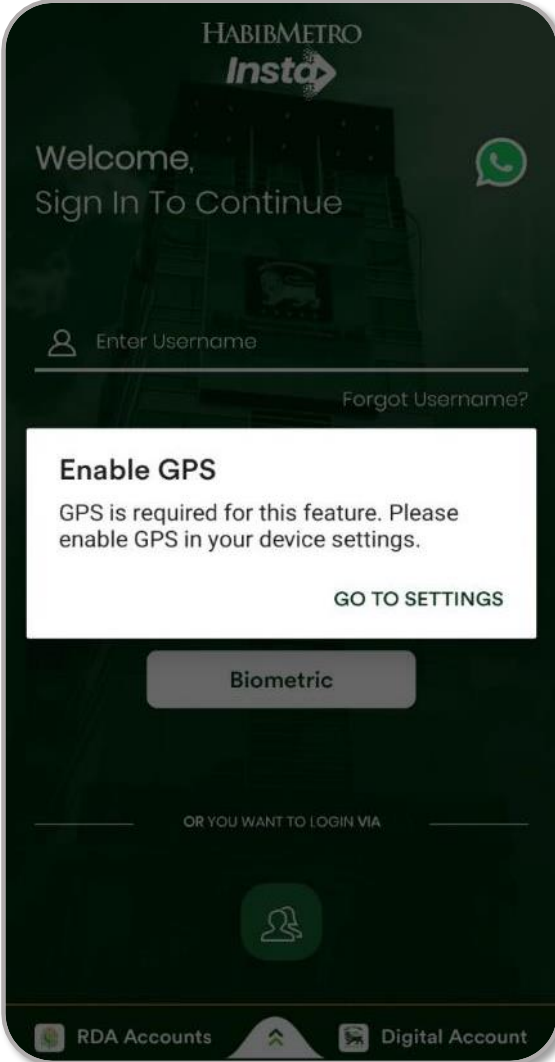 HABIBMETRO
Insta
Welcome,
Sign In To Continue
Enter Username
Forgot Username?
Enable GPS
GPS is required for this feature. Please
enable GPS in your device settings.
GO TO SETTINGS
Biometric
OR YOU WANT TO LOGIN VIA
RDA Accounts
Digital Account